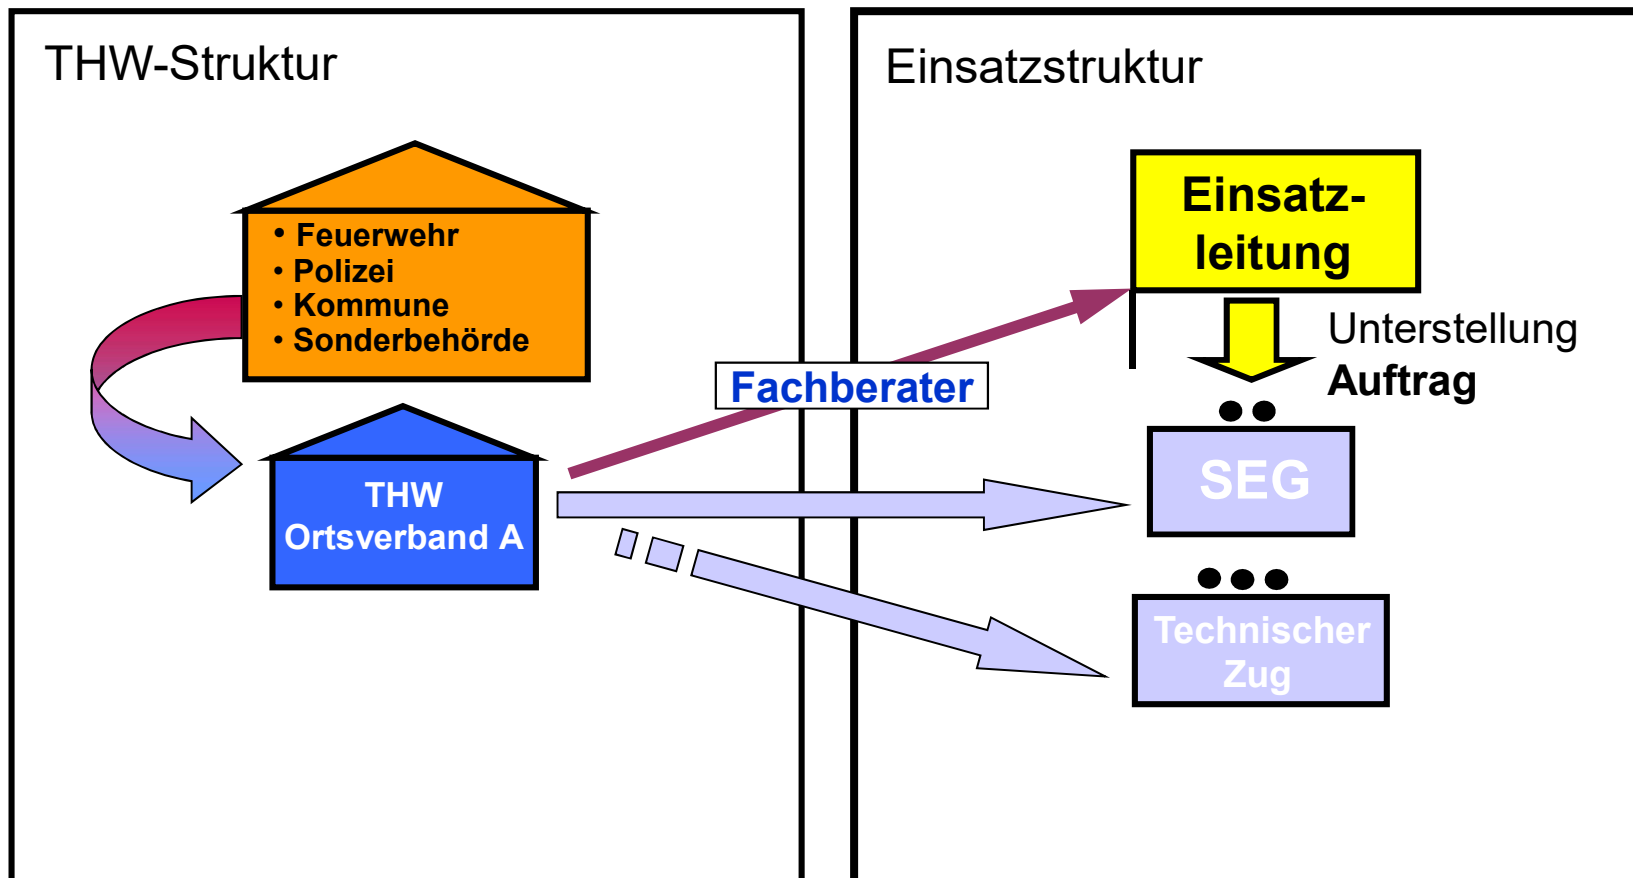 THW-Struktur
• Feuerwehr
• Polizei
• Kommune
• Sonderbehörde
THW
Ortsverband A
Fachberater
Einsatzstruktur
Einsatz-
leitung
Unterstellung
Auftrag
SEG
Technischer
Zug